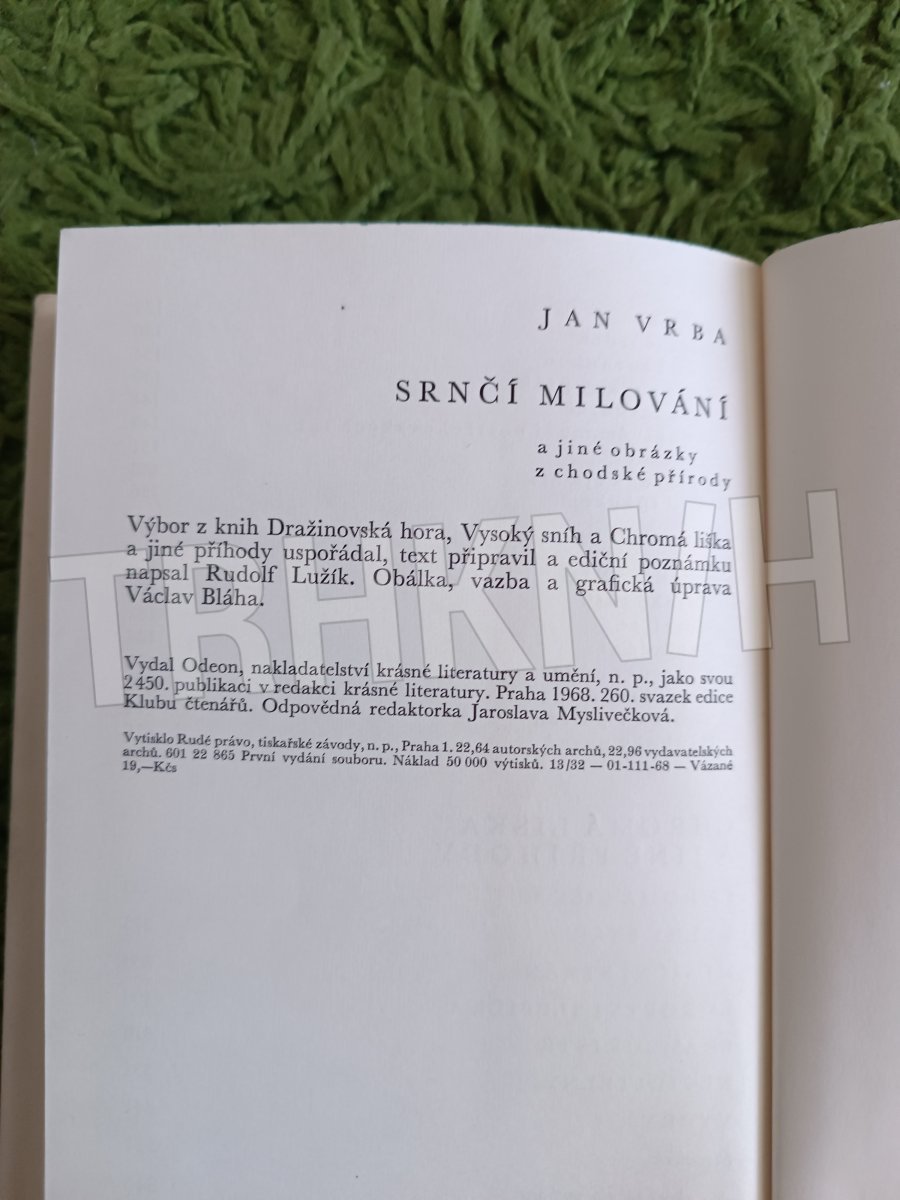 JAN VRBA
SRNČÍ MILOVÁNÍ
a jiné obrázky
z chodské přírody
Výbor z knih Dražinovská hora, Vysoký sníh a Chromá liška
a jiné příhody uspořádal, text připravil a ediční poznámku
napsal Rudolf Lužík. Obálka, vazba a grafická úprava
Václav Bláha.
Vydal Odeon, nakladatelství krásné literatury a umění, n. p., jako svou
2450. publikaci v redakci krásné literatury. Praha 1968. 260. svazek edice
Klubu čtenářů. Odpovědná redaktorka Jaroslava Myslivečková.
Vytisklo Rudé právo, tiskařské závody, n. p., Praha 1. 22,64 autorských archů, 22,96 vydavatelských
archů. 601 22 865 První vydání souboru. Náklad 50 000 výtisků. 13/32 — 01-111-68 — Vázané
19,—Kčs
TBHKN/H